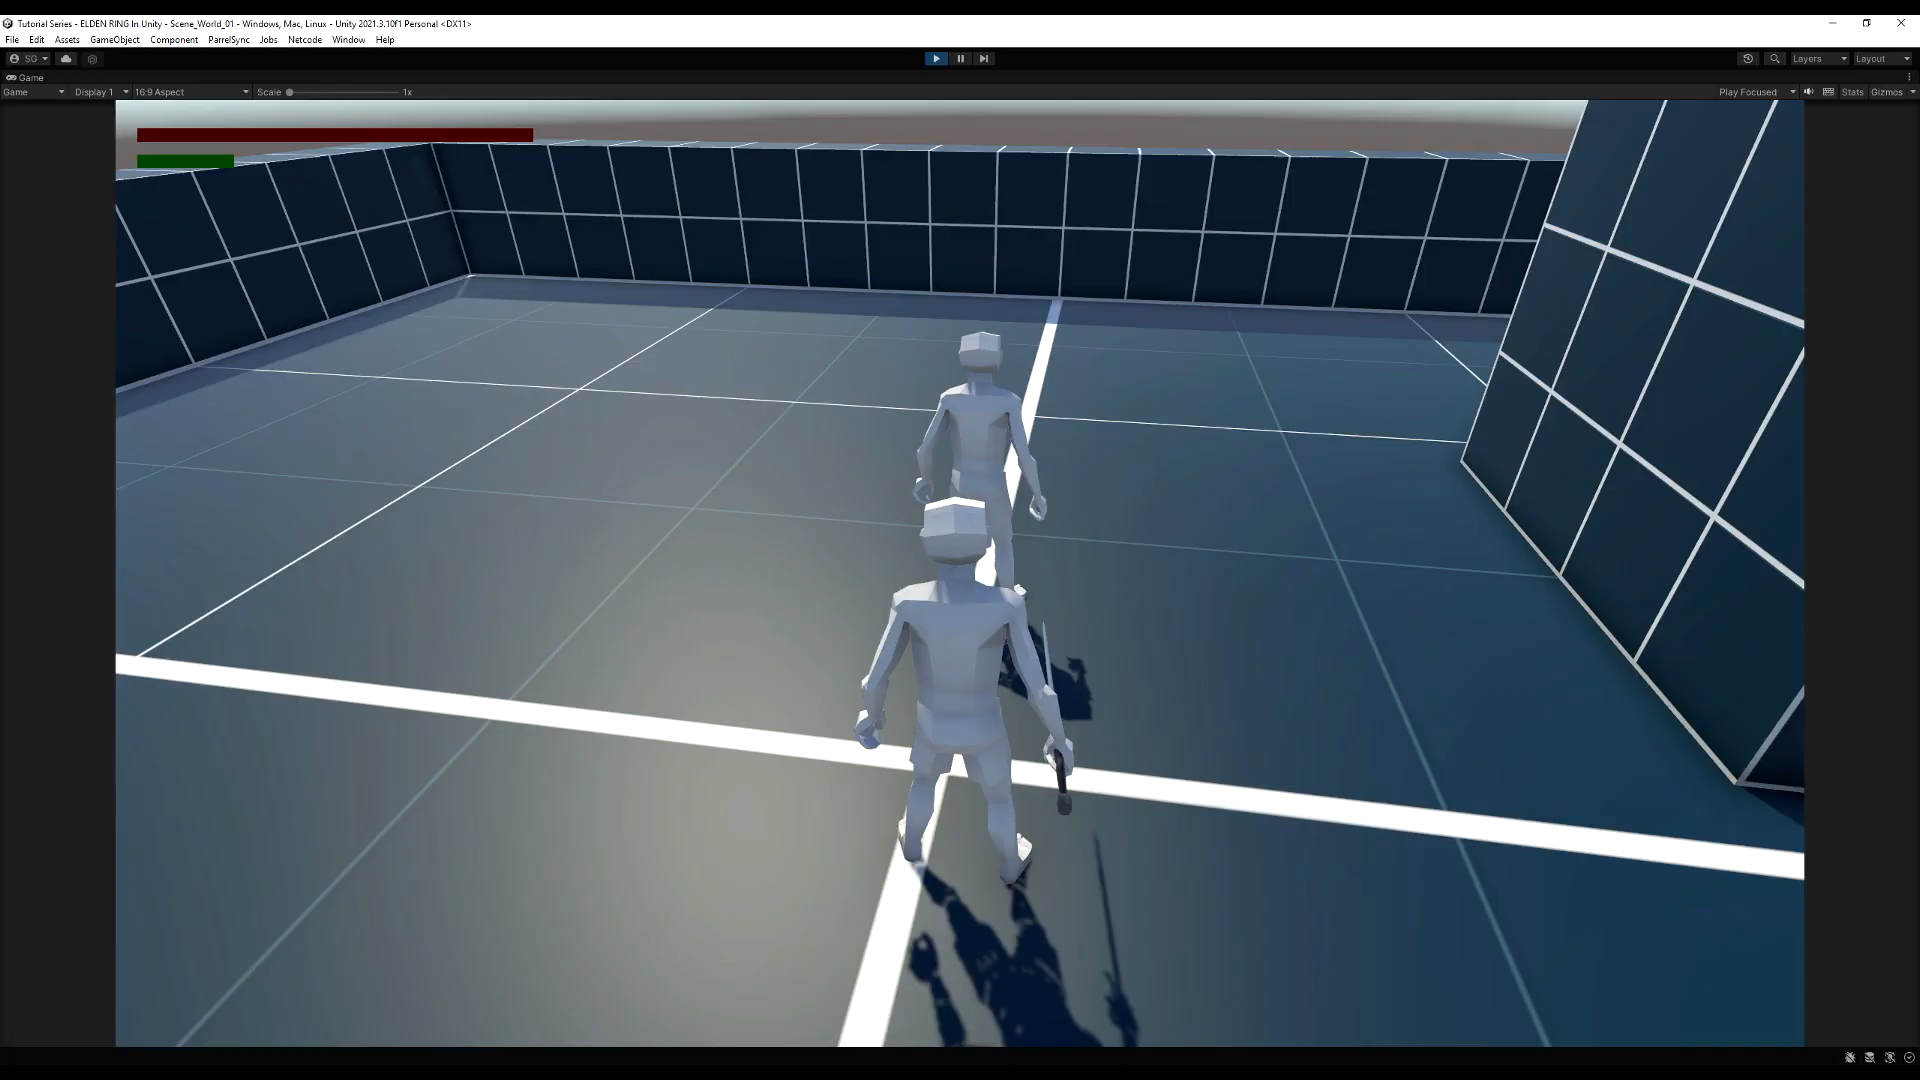 Tutorial Series - ELDEN RING In Unity - Scene_World_01 - Windows, Mac, Linux - Unity 2021.3.10f1 Personal <DX11>
File Edit Assets GameObject Component ParrelSync Jobs Netcode Window Help
SG Layers Layout
Game
Game Display 1 16:9 Aspect Scale 1x Play Focused Stats Gizmos